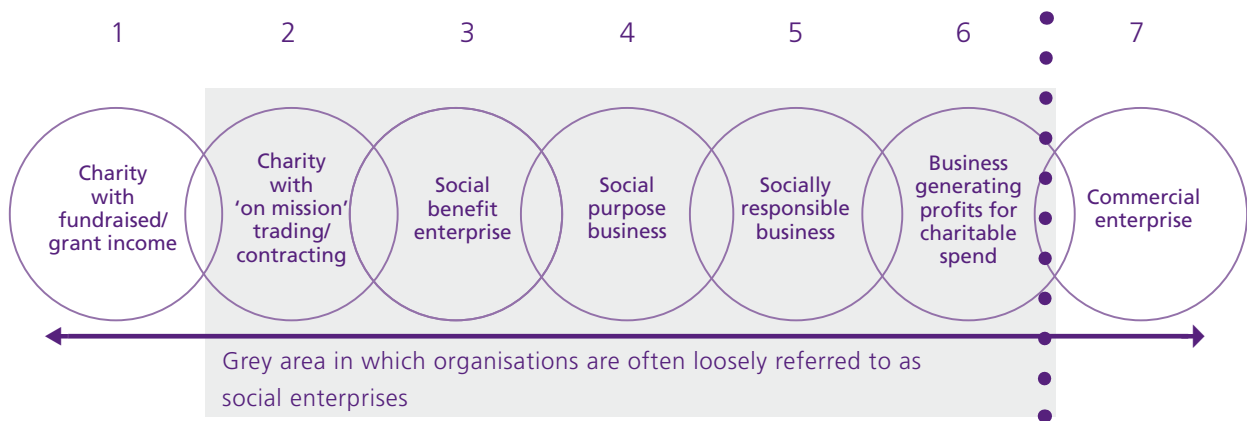 1 2 3 4 5 6 7
Charity
with
fundraised/
grant income
Charity
with
‘on mission’
trading/
contracting
Social
benefit
enterprise
Social
purpose
business
Socially
responsible
business
Business
generating
profits for
charitable
spend
Commercial
enterprise
Grey area in which organisations are often loosely referred to as
social enterprises